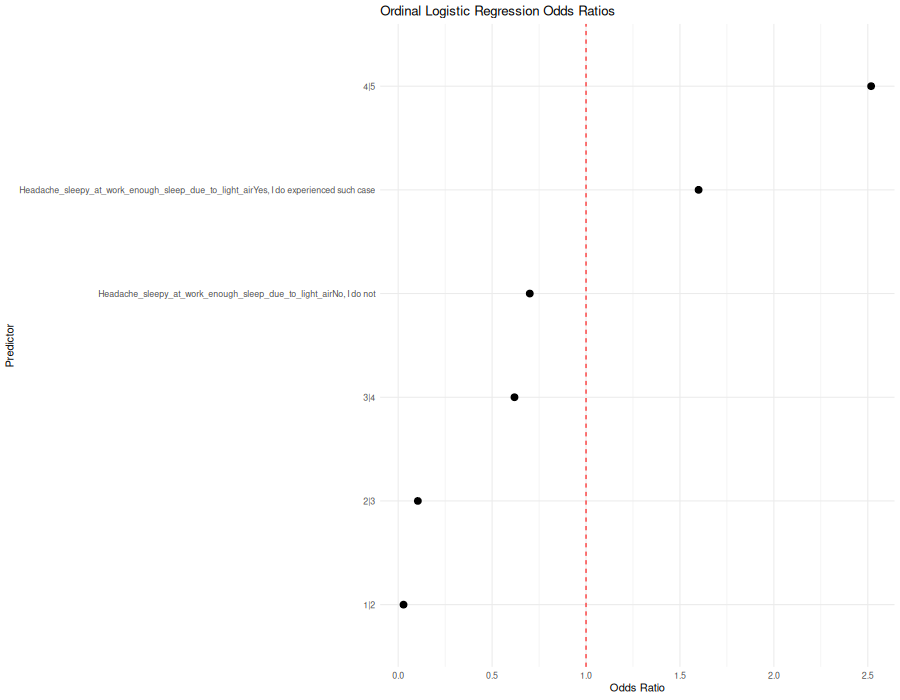 Ordinal Logistic Regression Odds Ratios
4|5
Headache_sleepy_at_work_enough_sleep_due_to_light_airYes, I do experienced such case
Headache_sleepy_at_work_enough_sleep_due_to_light_airNo, I do not
Predictor
3|4
2|3
1|2
0.0 0.5 1.0 1.5 2.0 2.5
Odds Ratio